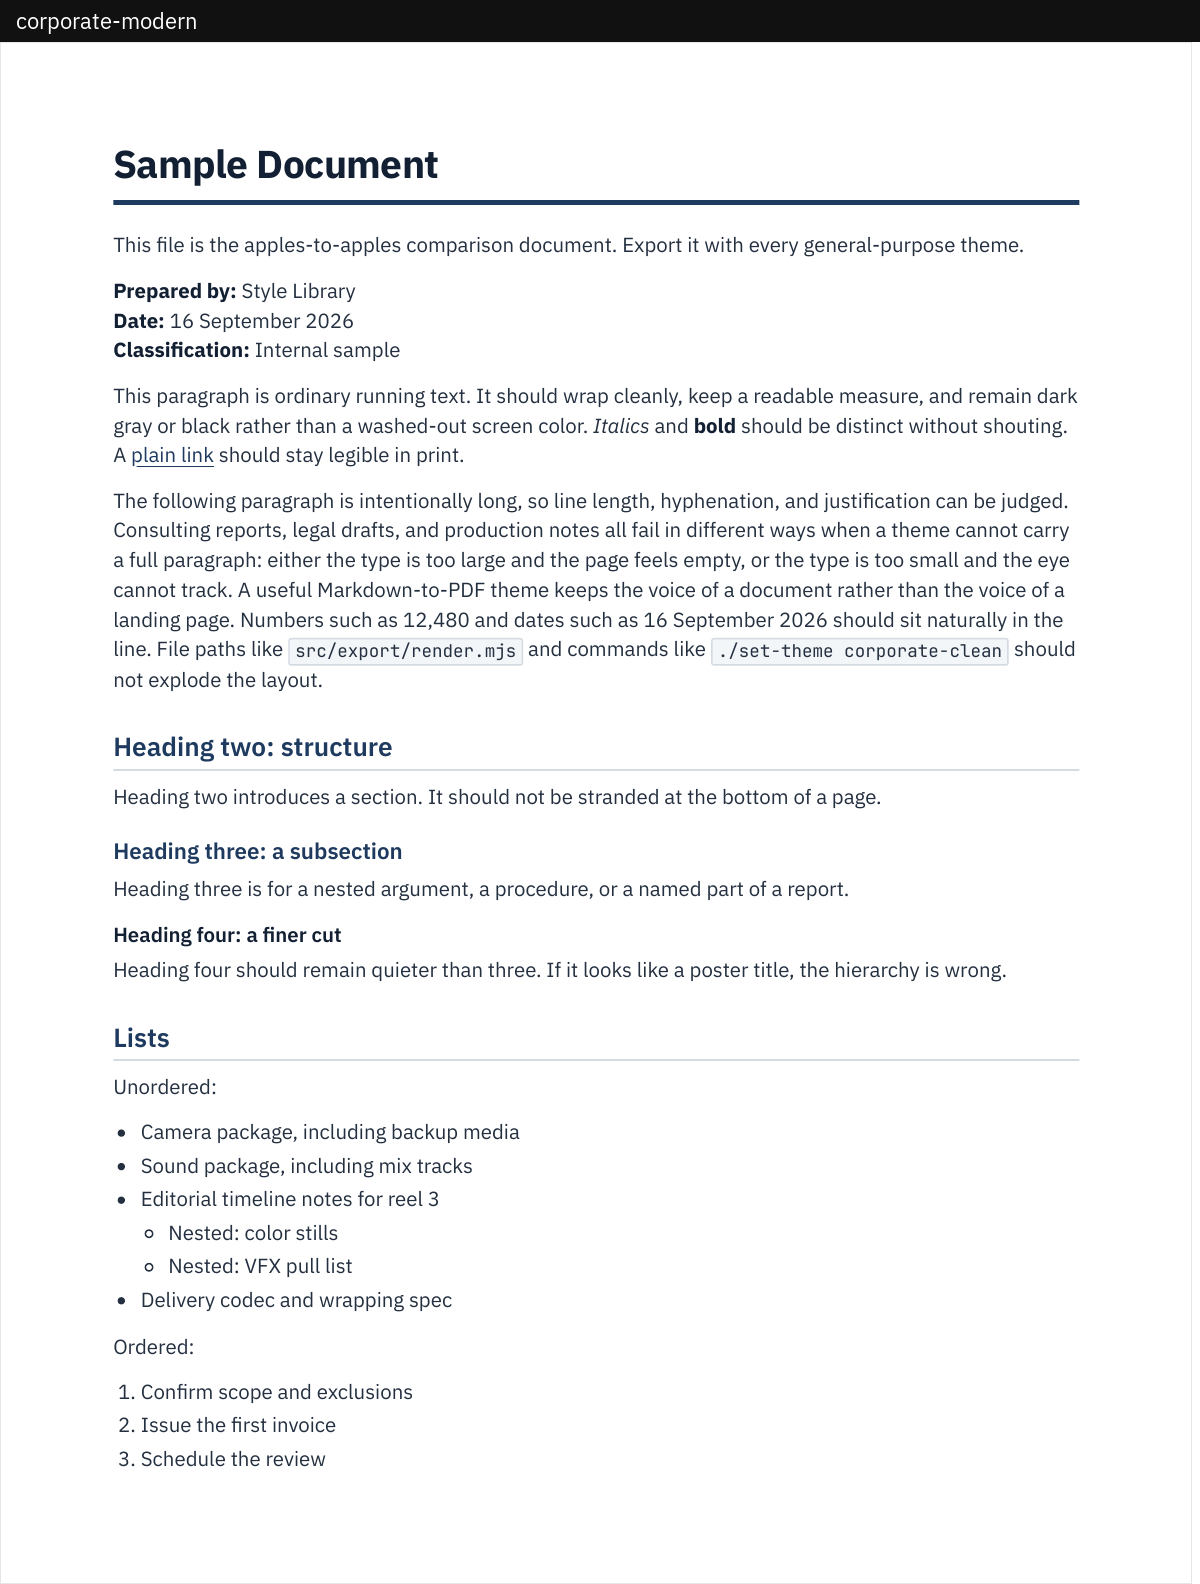 corporate-modern
Sample Document
This file is the apples-to-apples comparison document. Export it with every general-purpose theme.
Prepared by: Style Library
Date: 16 September 2026
Classification: Internal sample
This paragraph is ordinary running text. It should wrap cleanly, keep a readable measure, and remain dark
gray or black rather than a washed-out screen color. Italics and bold should be distinct without shouting.
A plain link should stay legible in print.
The following paragraph is intentionally long, so line length, hyphenation, and justification can be judged.
Consulting reports, legal drafts, and production notes all fail in different ways when a theme cannot carry
a full paragraph: either the type is too large and the page feels empty, or the type is too small and the eye
cannot track. A useful Markdown-to-PDF theme keeps the voice of a document rather than the voice of a
landing page. Numbers such as 12,480 and dates such as 16 September 2026 should sit naturally in the
line. File paths like src/export/render.mjs and commands like ./set-theme corporate-clean should
not explode the layout.
Heading two: structure
Heading two introduces a section. It should not be stranded at the bottom of a page.
Heading three: a subsection
Heading three is for a nested argument, a procedure, or a named part of a report.
Heading four: a finer cut
Heading four should remain quieter than three. If it looks like a poster title, the hierarchy is wrong.
Lists
Unordered:
• Camera package, including backup media
• Sound package, including mix tracks
• Editorial timeline notes for reel 3
◦ Nested: color stills
◦ Nested: VFX pull list
• Delivery codec and wrapping spec
Ordered:
1. Confirm scope and exclusions
2. Issue the first invoice
3. Schedule the review